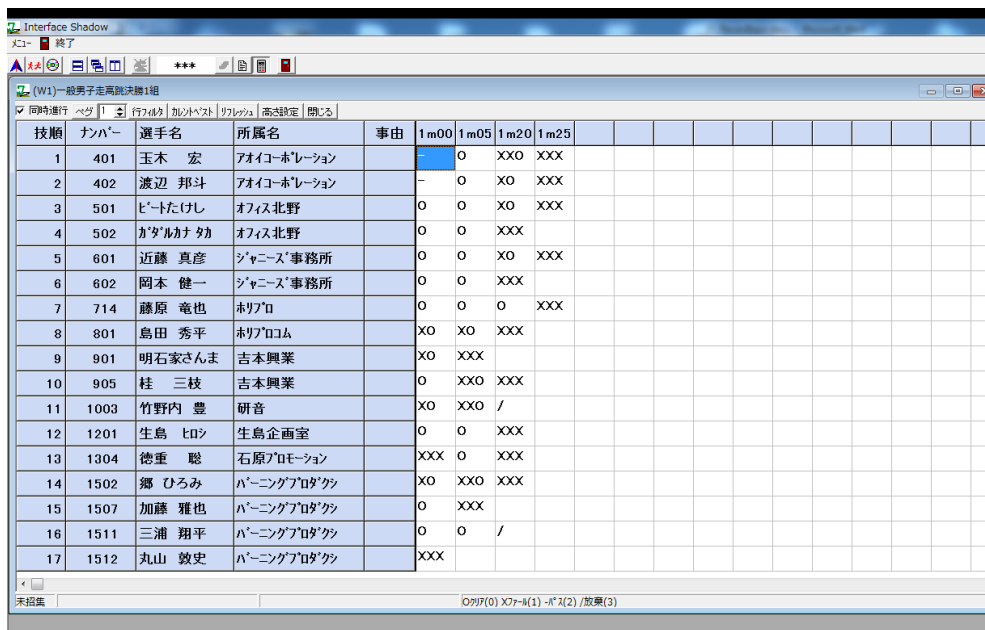 Interface Shadow
ﾒﾆｭｰ 終了
***
(W1)一般男子走高跳決勝1組
同時進行 ペグ 1 行ﾌｨﾙﾀ ｶﾚﾝﾄﾍﾞｽﾄ ﾘﾌﾚｯｼｭ 高さ設定 閉じる
技順 ナンバー 選手名 所属名 事由 1m00 1m05 1m20 1m25
1 401 玉木 宏 アオイコーポレーション - O XXO XXX
2 402 渡辺 邦斗 アオイコーポレーション - O XO XXX
3 501 ビートたけし オフィス北野 O O XO XXX
4 502 ガダルカナ タカ オフィス北野 O O XXX
5 601 近藤 真彦 ジャニーズ事務所 O O XO XXX
6 602 岡本 健一 ジャニーズ事務所 O O XXX
7 714 藤原 竜也 ホリプロ O O O XXX
8 801 島田 秀平 ホリプロコム XO XO XXX
9 901 明石家さんま 吉本興業 XO XXX
10 905 桂 三枝 吉本興業 O XXO XXX
11 1003 竹野内 豊 研音 XO XXO /
12 1201 生島 ヒロシ 生島企画室 O O XXX
13 1304 徳重 聡 石原プロモーション XXX O XXX
14 1502 郷 ひろみ バーニングプロダクシ XO XXO XXX
15 1507 加藤 雅也 バーニングプロダクシ O XXX
16 1511 三浦 翔平 バーニングプロダクシ O O /
17 1512 丸山 敦史 バーニングプロダクシ XXX
未招集 Oｸﾘｱ(0) Xﾌｧｰﾙ(1) -ﾊﾟｽ(2) /放棄(3)